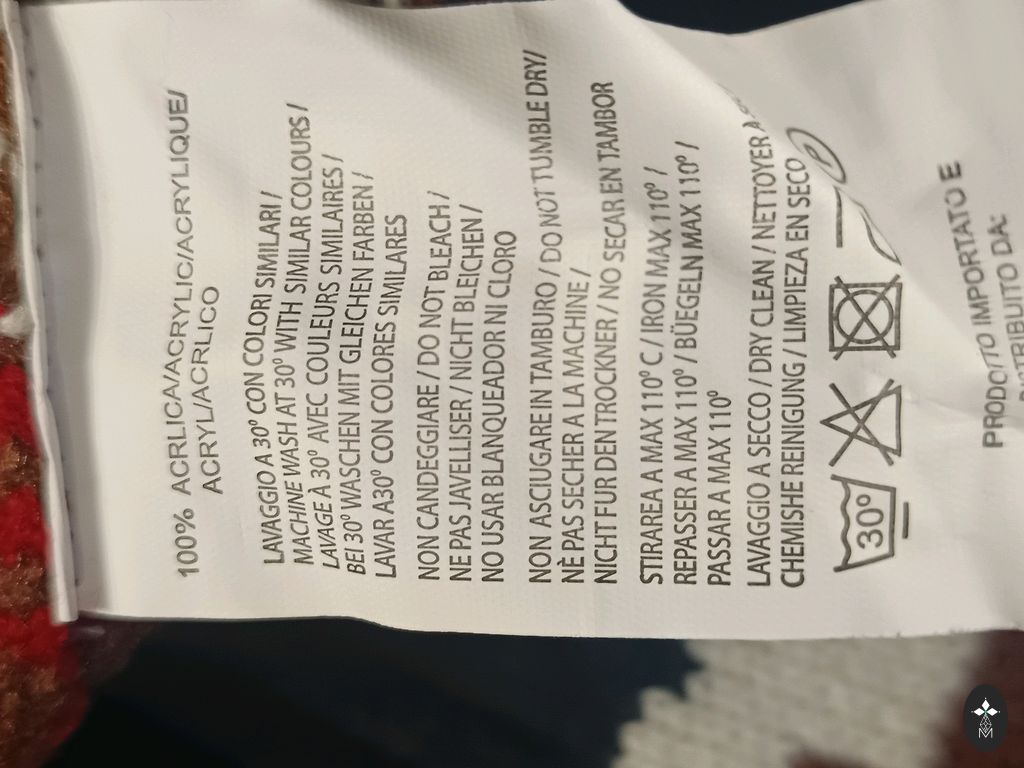 100% ACRLICA/ACRYLIC/ACRYLIQUE/
ACRYL/ACRLICO
LAVAGGIO A 30° CON COLORI SIMILARI /
MACHINE WASH AT 30° WITH SIMILAR COLOURS /
LAVAGE À 30° AVEC COULEURS SIMILAIRES /
BEI 30° WASCHEN MIT GLEICHEN FARBEN /
LAVAR A30° CON COLORES SIMILARES
NON CANDEGGIARE / DO NOT BLEACH /
NE PAS JAVELLISER / NICHT BLEICHEN /
NO USAR BLANQUEADOR NI CLORO
NON ASCIUGARE IN TAMBURO / DO NOT TUMBLE DRY/
NÈ PAS SECHER A LA MACHINE /
NICHT FUR DEN TROCKNER / NO SECAR EN TAMBOR
STIRAREA A MAX 110° C / IRON MAX 110° /
REPASSER A MAX 110° / BÜEGELN MAX 110° /
PASSAR A MAX 110°
LAVAGGIO A SECCO / DRY CLEAN / NETTOYER À
CHEMISHE REINIGUNG / LIMPIEZA EN SECO
30° P
PRODOTTO IMPORTATO E
DISTRIBUITO DA:
M